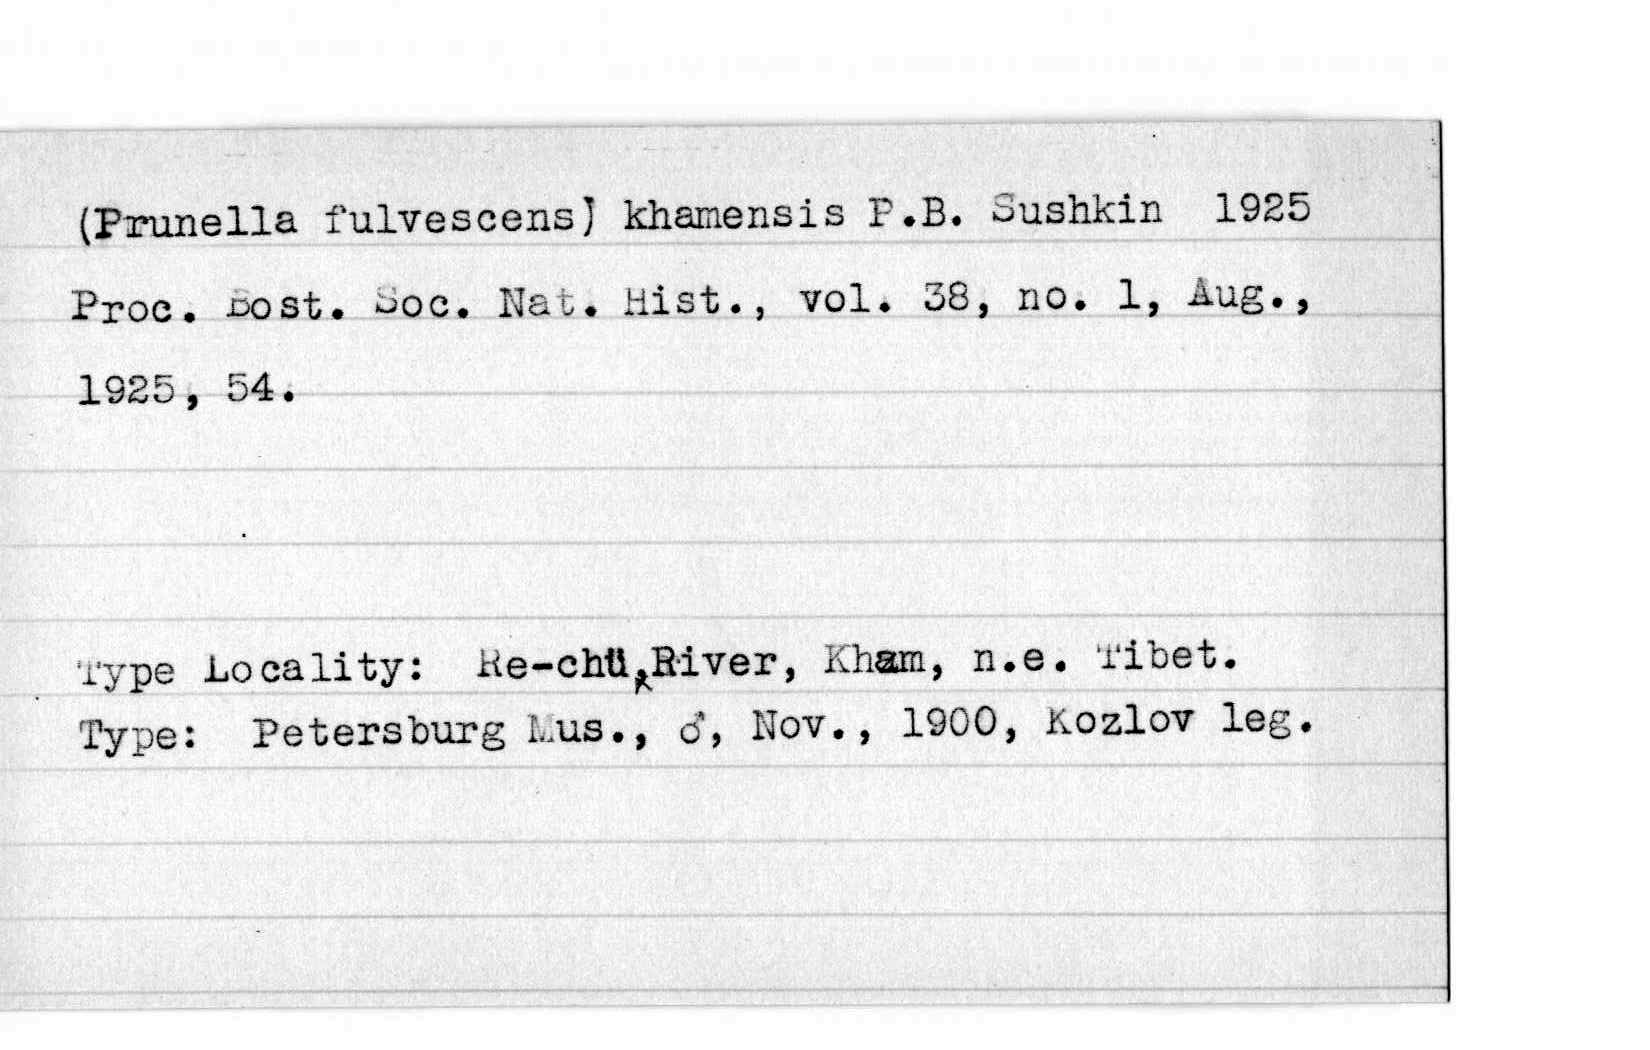 (Prunella fulvescens) khamensis P.B. Sushkin 1925
Proc. Bost. Soc. Nat. Hist., vol. 38, no. 1, Aug.,
1925, 54.
Type Locality: Re-chü, River, Kham, n.e. Tibet.
Type: Petersburg Mus., ♂, Nov., 1900, Kozlov leg.